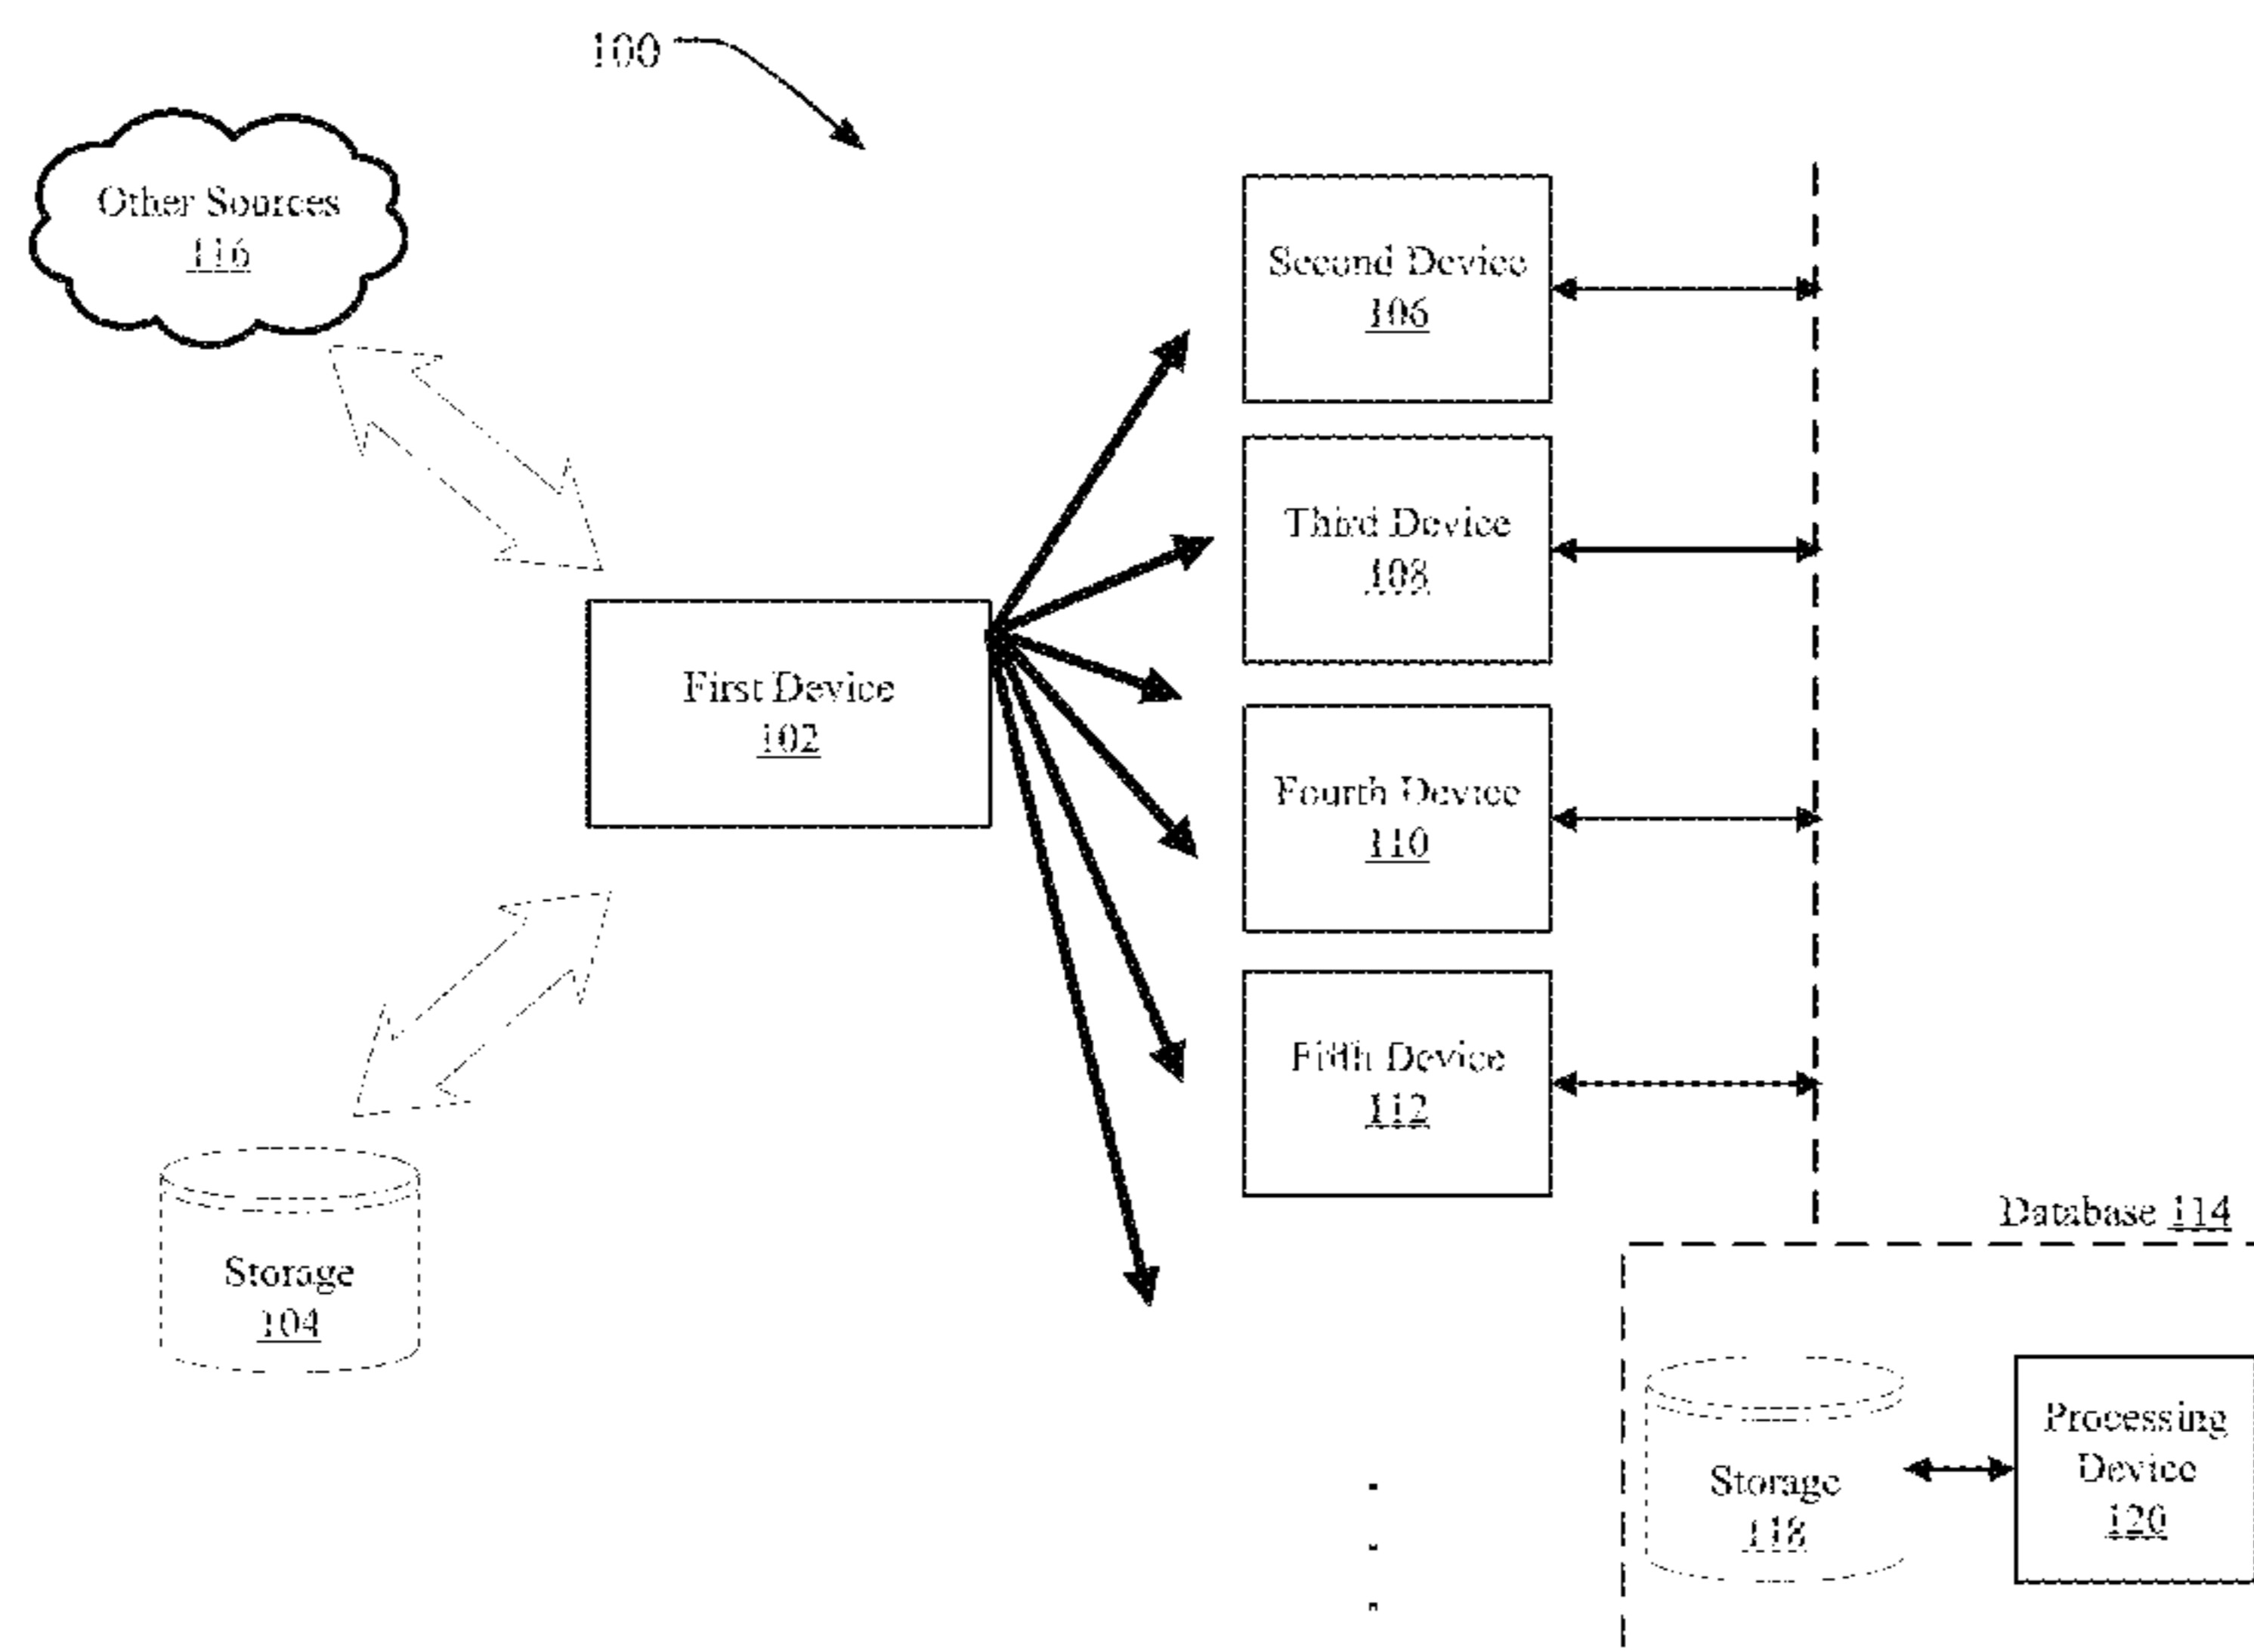 100
Other Sources
116
Second Device
106
Third Device
108
First Device
102
Fourth Device
110
Fifth Device
112
Database 114
Storage
104
Storage
118
Processing
Device
120